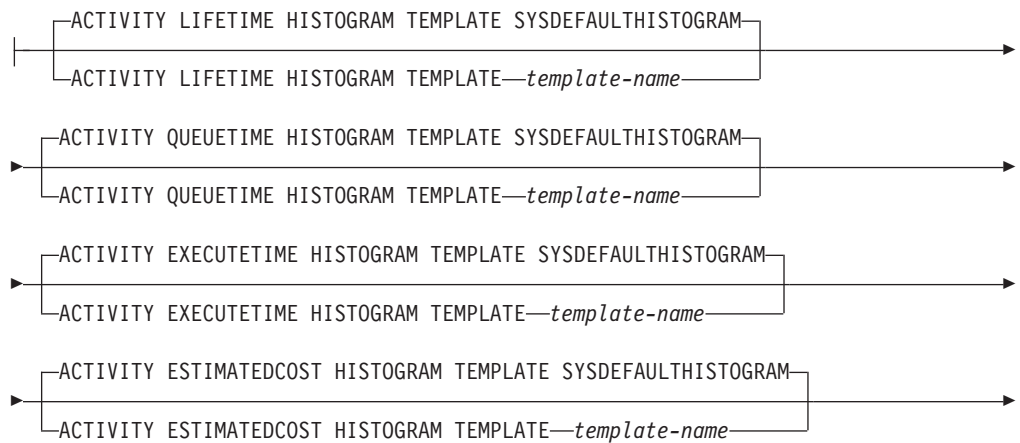 ACTIVITY LIFETIME HISTOGRAM TEMPLATE SYSDEFAULTHISTOGRAM
ACTIVITY LIFETIME HISTOGRAM TEMPLATE template-name
ACTIVITY QUEUETIME HISTOGRAM TEMPLATE SYSDEFAULTHISTOGRAM
ACTIVITY QUEUETIME HISTOGRAM TEMPLATE template-name
ACTIVITY EXECUTETIME HISTOGRAM TEMPLATE SYSDEFAULTHISTOGRAM
ACTIVITY EXECUTETIME HISTOGRAM TEMPLATE template-name
ACTIVITY ESTIMATEDCOST HISTOGRAM TEMPLATE SYSDEFAULTHISTOGRAM
ACTIVITY ESTIMATEDCOST HISTOGRAM TEMPLATE template-name